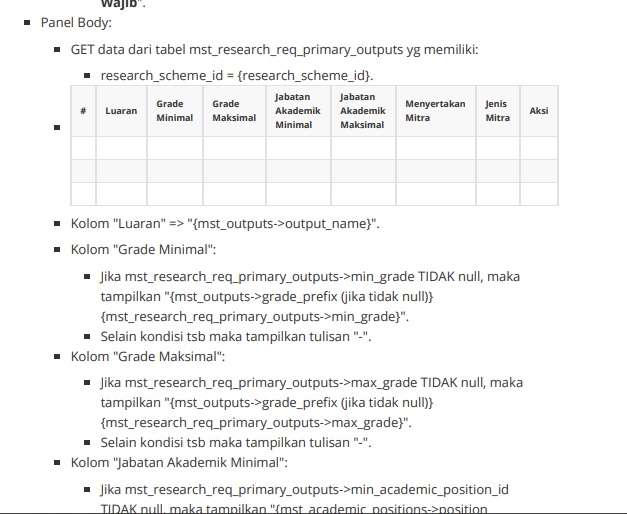 Wajib".
Panel Body:
GET data dari tabel mst_research_req_primary_outputs yg memiliki:
research_scheme_id = {research_scheme_id}.
# Luaran Grade Minimal Grade Maksimal Jabatan Akademik Minimal Jabatan Akademik Maksimal Menyertakan Mitra Jenis Mitra Aksi
Kolom "Luaran" => "{mst_outputs->output_name}".
Kolom "Grade Minimal":
Jika mst_research_req_primary_outputs->min_grade TIDAK null, maka
tampilkan "{mst_outputs->grade_prefix (jika tidak null)}
{mst_research_req_primary_outputs->min_grade}".
Selain kondisi tsb maka tampilkan tulisan "-".
Kolom "Grade Maksimal":
Jika mst_research_req_primary_outputs->max_grade TIDAK null, maka
tampilkan "{mst_outputs->grade_prefix (jika tidak null)}
{mst_research_req_primary_outputs->max_grade}".
Selain kondisi tsb maka tampilkan tulisan "-".
Kolom "Jabatan Akademik Minimal":
Jika mst_research_req_primary_outputs->min_academic_position_id
TIDAK null, maka tampilkan "{mst_academic_positions->position